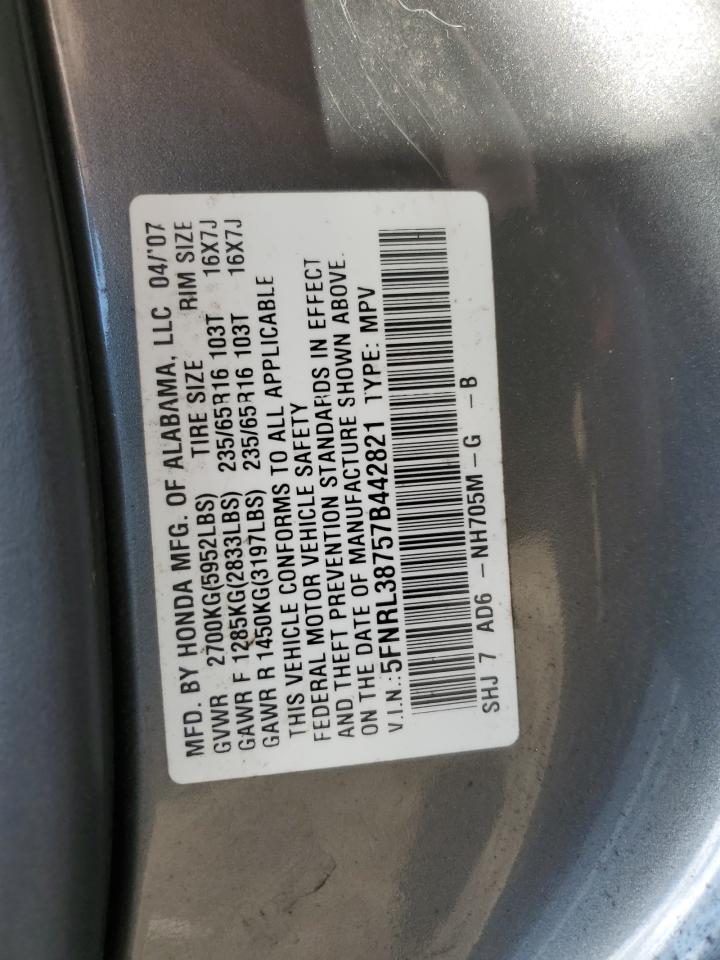 MFD. BY HONDA MFG. OF ALABAMA, LLC 04/'07
GVWR 2700KG(5952LBS) TIRE SIZE RIM SIZE
GAWR F 1285KG(2833LBS) 235/65R16 103T 16X7J
GAWR R 1450KG(3197LBS) 235/65R16 103T 16X7J
THIS VEHICLE CONFORMS TO ALL APPLICABLE
FEDERAL MOTOR VEHICLE SAFETY
AND THEFT PREVENTION STANDARDS IN EFFECT
ON THE DATE OF MANUFACTURE SHOWN ABOVE.
V.I.N.:5FNRL38757B442821 TYPE: MPV
SHJ 7 AD6 -NH705M-G -B